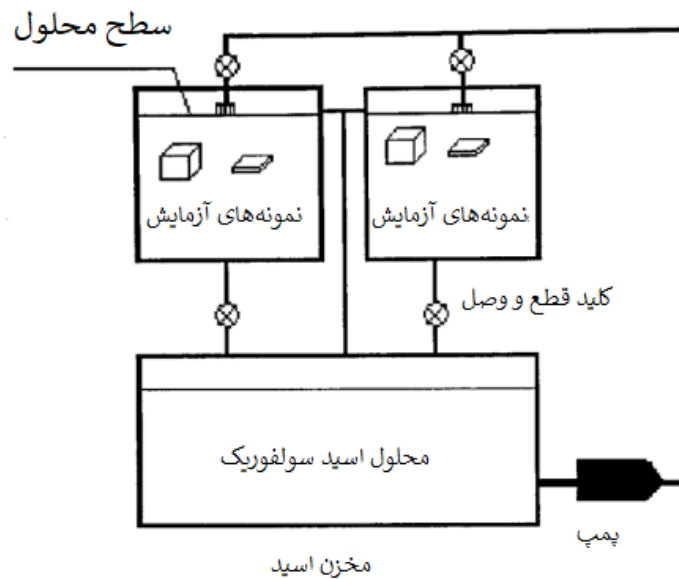 سطح محلول
نمونه‌های آزمایش
نمونه‌های آزمایش
کلید قطع و وصل
محلول اسید سولفوریک
پمپ
مخزن اسید